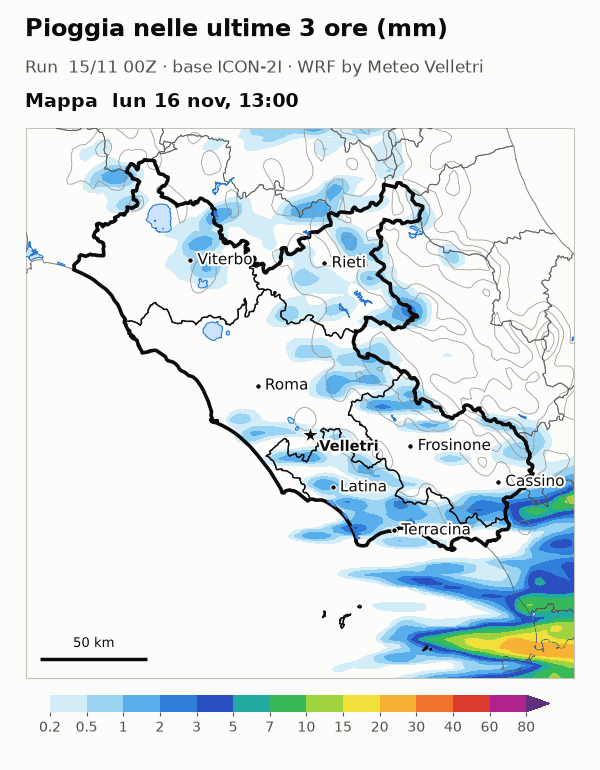 Pioggia nelle ultime 3 ore (mm)
Run 15/11 00Z · base ICON-2I · WRF by Meteo Velletri
Mappa lun 16 nov, 13:00
Viterbo
Rieti
Roma
Velletri
Frosinone
Cassino
Latina
Terracina
50 km
0.2 0.5 1 2 3 5 7 10 15 20 30 40 60 80